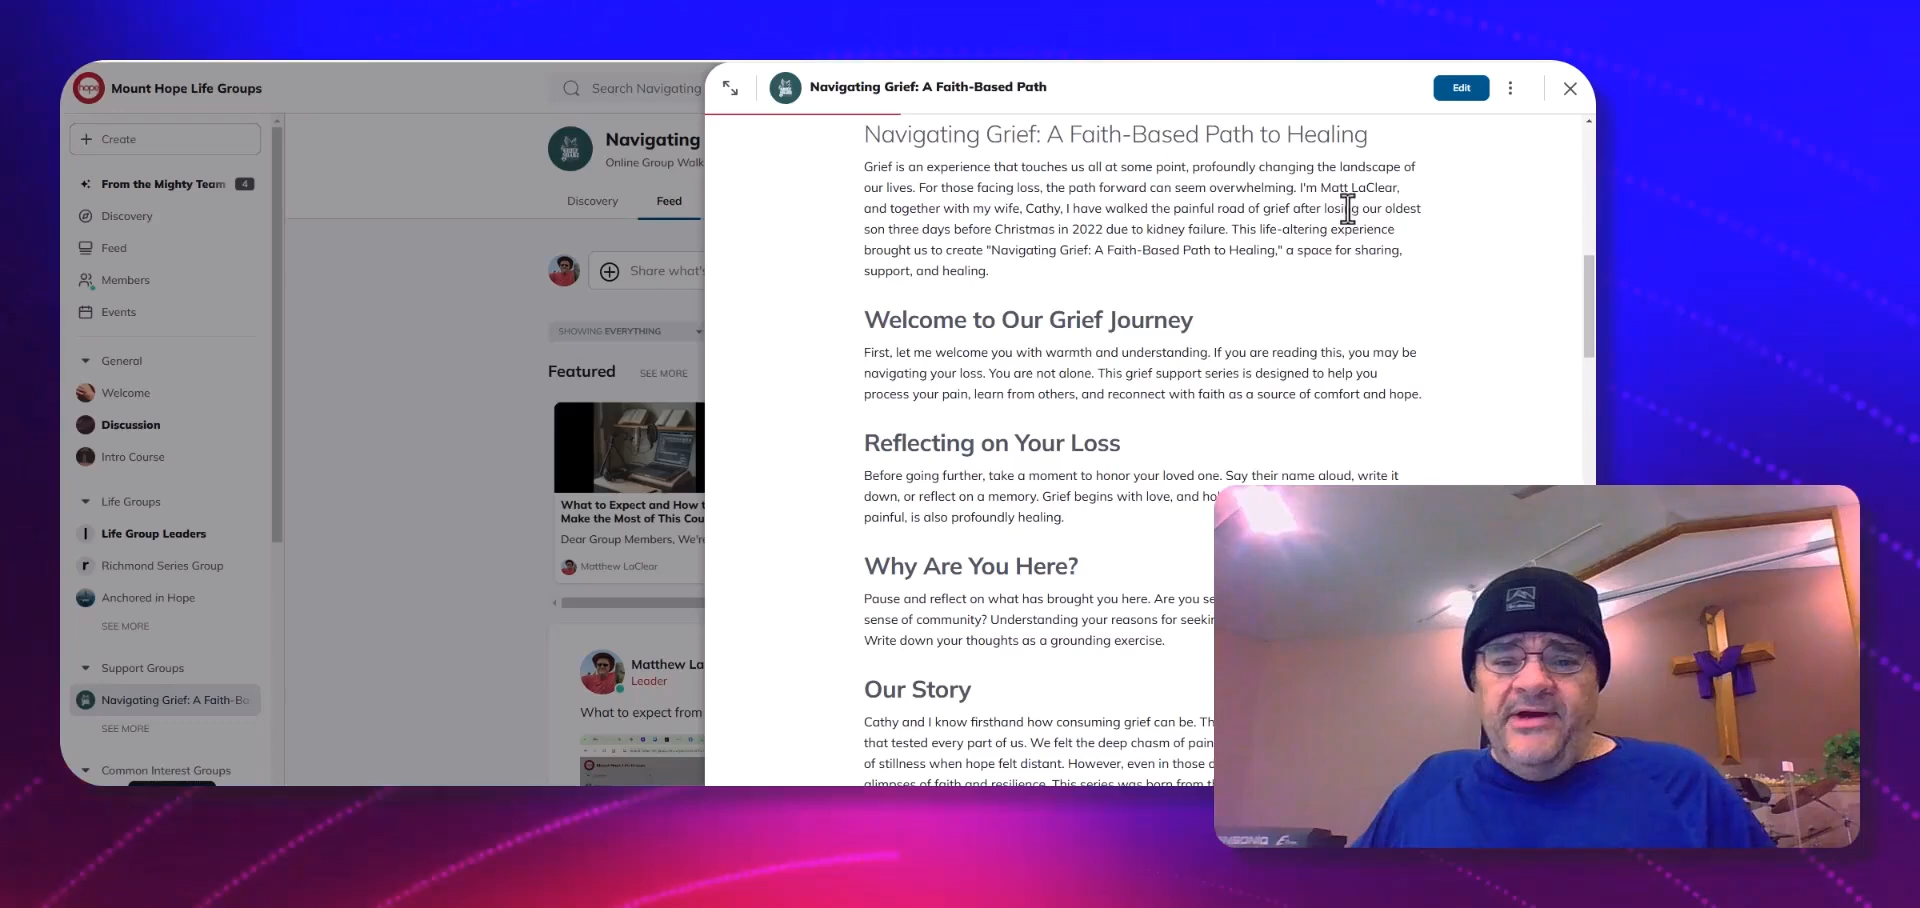 hope
Mount Hope Life Groups
Create
From the Mighty Team 4
Discovery
Feed
Members
Events
General
Welcome
Discussion
Intro Course
Life Groups
Life Group Leaders
r Richmond Series Group
Anchored in Hope
SEE MORE
Support Groups
Navigating Grief: A Faith-Ba
SEE MORE
Common Interest Groups
Search Navigating
Navigating
Online Group Walk
Discovery Feed
Share what's
SHOWING EVERYTHING
Featured SEE MORE
What to Expect and How t
Make the Most of This Cou
Dear Group Members, We're
Matthew LaClear
Matthew La
Leader
What to expect from
Navigating Grief: A Faith-Based Path
Edit
Navigating Grief: A Faith-Based Path to Healing
Grief is an experience that touches us all at some point, profoundly changing the landscape of
our lives. For those facing loss, the path forward can seem overwhelming. I'm Matt LaClear,
and together with my wife, Cathy, I have walked the painful road of grief after losing our oldest
son three days before Christmas in 2022 due to kidney failure. This life-altering experience
brought us to create "Navigating Grief: A Faith-Based Path to Healing," a space for sharing,
support, and healing.
Welcome to Our Grief Journey
First, let me welcome you with warmth and understanding. If you are reading this, you may be
navigating your loss. You are not alone. This grief support series is designed to help you
process your pain, learn from others, and reconnect with faith as a source of comfort and hope.
Reflecting on Your Loss
Before going further, take a moment to honor your loved one. Say their name aloud, write it
down, or reflect on a memory. Grief begins with love, and ho
painful, is also profoundly healing.
Why Are You Here?
Pause and reflect on what has brought you here. Are you se
sense of community? Understanding your reasons for seekin
Write down your thoughts as a grounding exercise.
Our Story
Cathy and I know firsthand how consuming grief can be. Th
that tested every part of us. We felt the deep chasm of pain
of stillness when hope felt distant. However, even in those d
glimpses of faith and resilience. This series was born from t